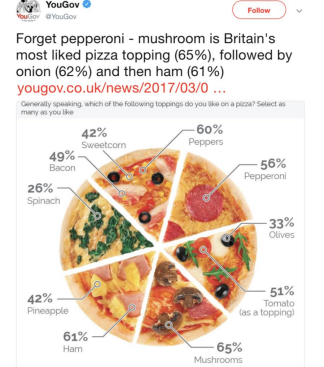 YouGov
YouGov @YouGov
Follow
Forget pepperoni - mushroom is Britain's
most liked pizza topping (65%), followed by
onion (62%) and then ham (61%)
yougov.co.uk/news/2017/03/0 ...
Generally speaking, which of the following toppings do you like on a pizza? Select as
many as you like
42%
Sweetcorn
60%
Peppers
49%
Bacon
56%
Pepperoni
26%
Spinach
33%
Olives
42%
Pineapple
51%
Tomato
(as a topping)
61%
Ham
65%
Mushrooms